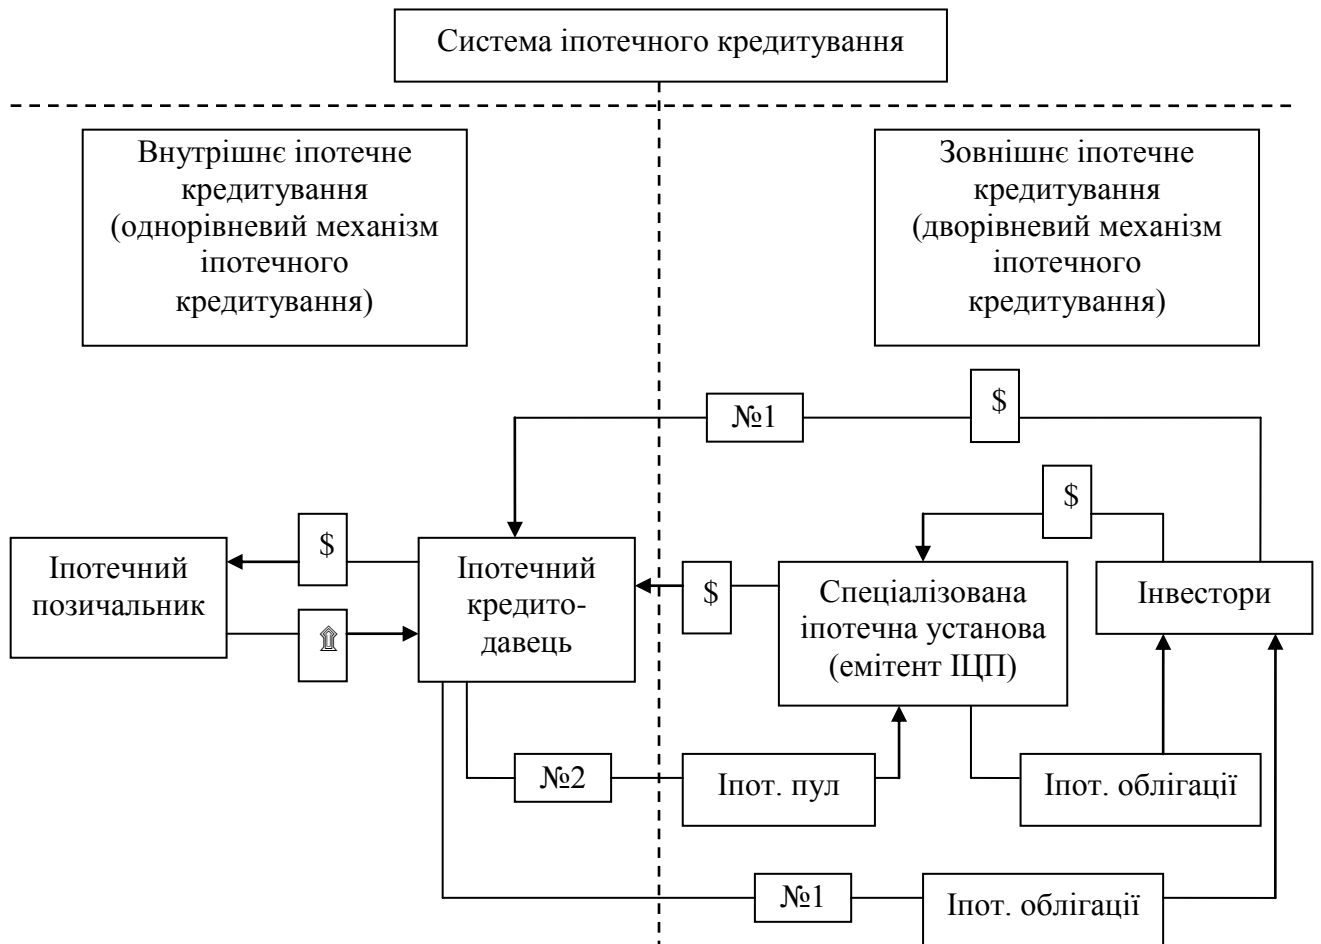 Система іпотечного кредитування
Внутрішнє іпотечне
кредитування
(однорівневий механізм
іпотечного
кредитування)
Зовнішнє іпотечне
кредитування
(дворівневий механізм
іпотечного
кредитування)
№1
$
$
$
Іпотечний
позичальник
Іпотечний
кредито-
давець
$
Спеціалізована
іпотечна установа
(емітент ІЦП)
Інвестори
№2
Іпот. пул
Іпот. облігації
№1
Іпот. облігації